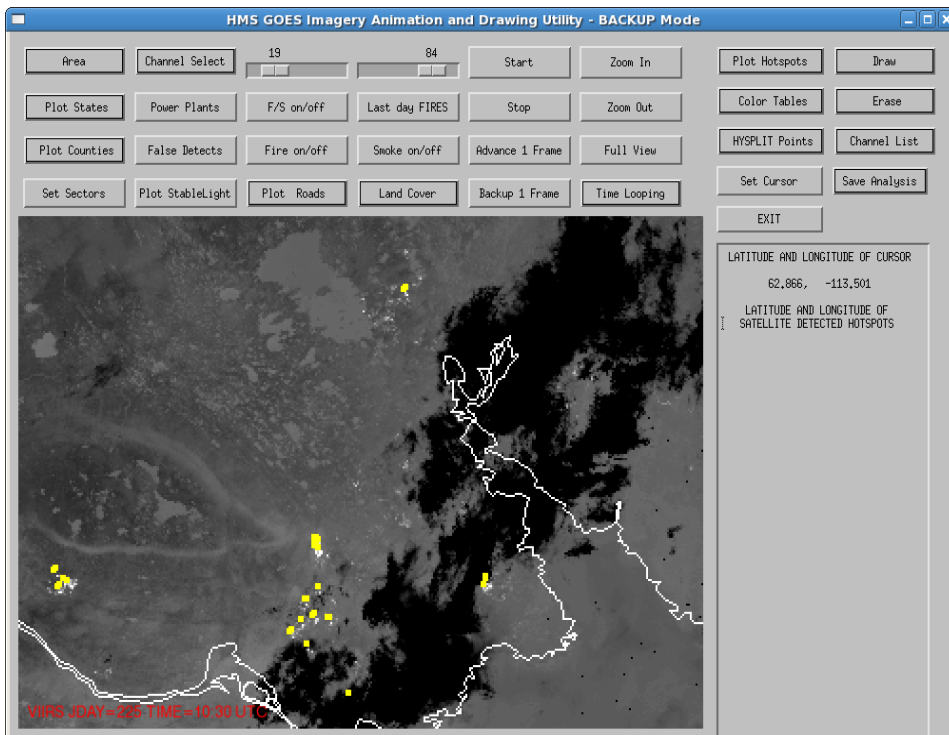 HMS GOES Imagery Animation and Drawing Utility - BACKUP Mode
19 84
Area Channel Select Start Zoom In Plot Hotspots Draw
Plot States Power Plants F/S on/off Last day FIRES Stop Zoom Out Color Tables Erase
Plot Counties False Detects Fire on/off Smoke on/off Advance 1 Frame Full View HYSPLIT Points Channel List
Set Sectors Plot StableLight Plot Roads Land Cover Backup 1 Frame Time Looping Set Cursor Save Analysis
EXIT
LATITUDE AND LONGITUDE OF CURSOR
62.866, -113.501
LATITUDE AND LONGITUDE OF
SATELLITE DETECTED HOTSPOTS
VIIRS JDAY=225 TIME=10:30 UTC